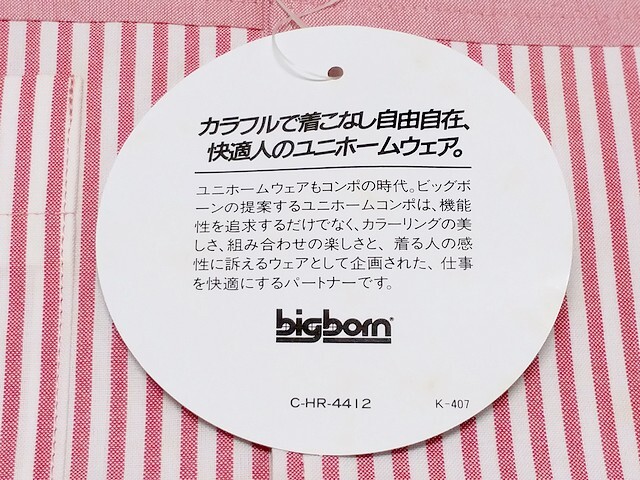 カラフルで着こなし自由自在、
快適人のユニホームウェア。
ユニホームウェアもコンポの時代。ビッグボ
ーンの提案するユニホームコンポは、機能
性を追求するだけでなく、カラーリングの美
しさ、組み合わせの楽しさと、着る人の感
性に訴えるウェアとして企画された、仕事
を快適にするパートナーです。
bigborn®
C-HR-4412 K-407